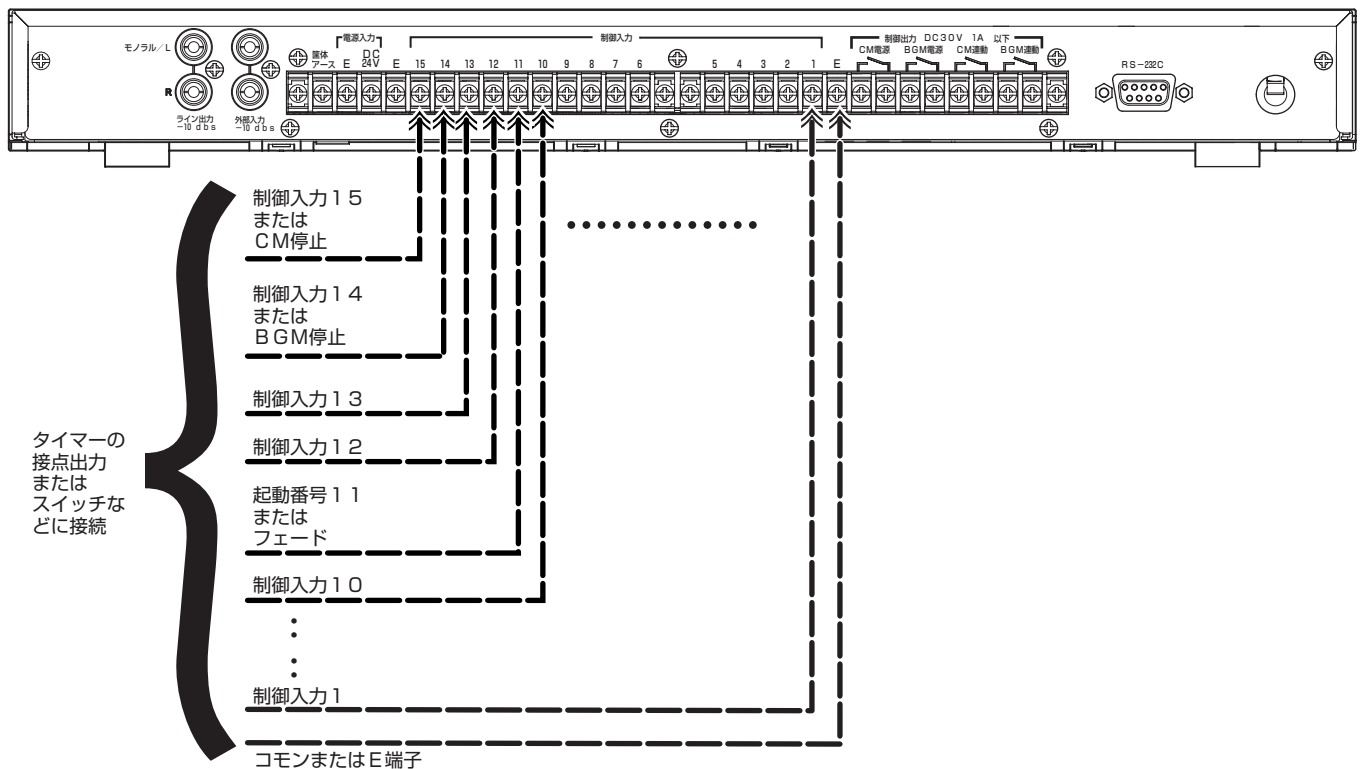 モノラル／L
R
ライン出力
－10 dbs
外部入力
－10 dbs
筐体
アース
電源入力
E
DC
24V
E
制御入力
15 14 13 12 11 10 9 8 7 6 5 4 3 2 1 E
制御出力 DC30V 1A 以下
CM電源 BGM電源 CM連動 BGM連動
RS-232C
制御入力１５
または
ＣＭ停止
制御入力１４
または
ＢＧＭ停止
制御入力１３
制御入力１２
起動番号１１
または
フェード
制御入力１０
制御入力１
コモンまたはＥ端子
タイマーの
接点出力
または
スイッチな
どに接続